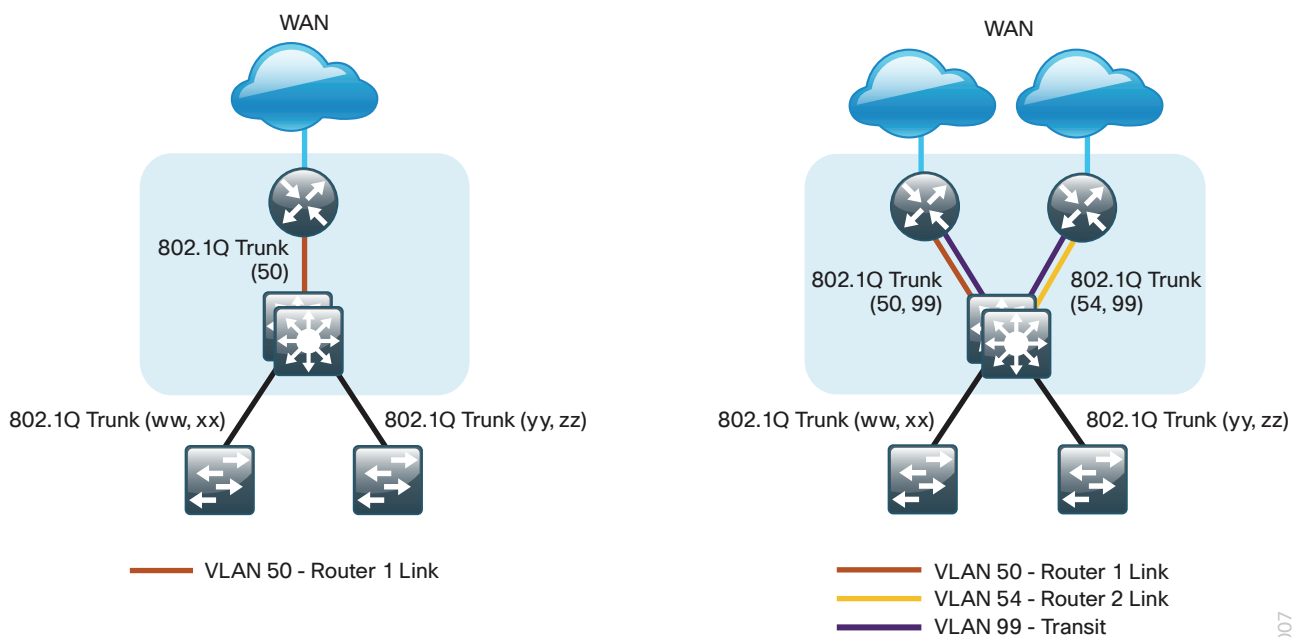 WAN
802.1Q Trunk
(50)
802.1Q Trunk (ww, xx)
802.1Q Trunk (yy, zz)
VLAN 50 - Router 1 Link
WAN
802.1Q Trunk
(50, 99)
802.1Q Trunk
(54, 99)
802.1Q Trunk (ww, xx)
802.1Q Trunk (yy, zz)
VLAN 50 - Router 1 Link
VLAN 54 - Router 2 Link
VLAN 99 - Transit